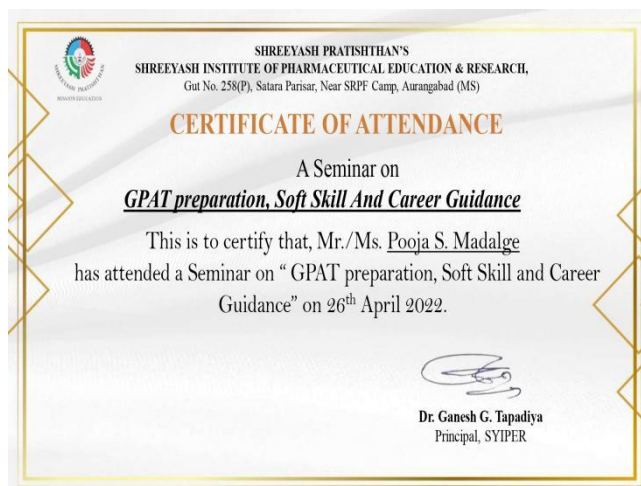 SHREEYASH PRATISHTHAN'S
SHREEYASH INSTITUTE OF PHARMACEUTICAL EDUCATION & RESEARCH,
Gut No. 258(P), Satara Parisar, Near SRPF Camp, Aurangabad (MS)
SHREEYASH PRATISHTHAN
CERTIFICATE OF ATTENDANCE
A Seminar on
GPAT preparation, Soft Skill And Career Guidance
This is to certify that, Mr./Ms. Pooja S. Madalge
has attended a Seminar on “ GPAT preparation, Soft Skill and Career
Guidance” on 26th April 2022.
Dr. Ganesh G. Tapadiya
Principal, SYIPER